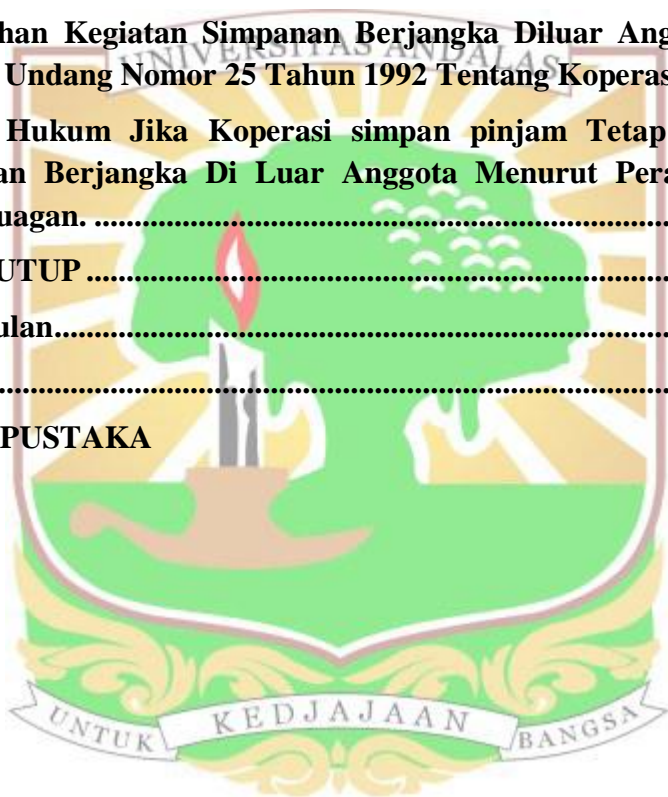 han Kegiatan Simpanan Berjangka Diluar Ang
UNIVERSITAS ANDALAS
Undang Nomor 25 Tahun 1992 Tentang Koperas
Hukum Jika Koperasi simpan pinjam Tetap
an Berjangka Di Luar Anggota Menurut Pera
uagan. ................................................................
UTUP ................................................................
ulan................................................................
................................................................
PUSTAKA
UNTUK KEDJAJAAN BANGSA